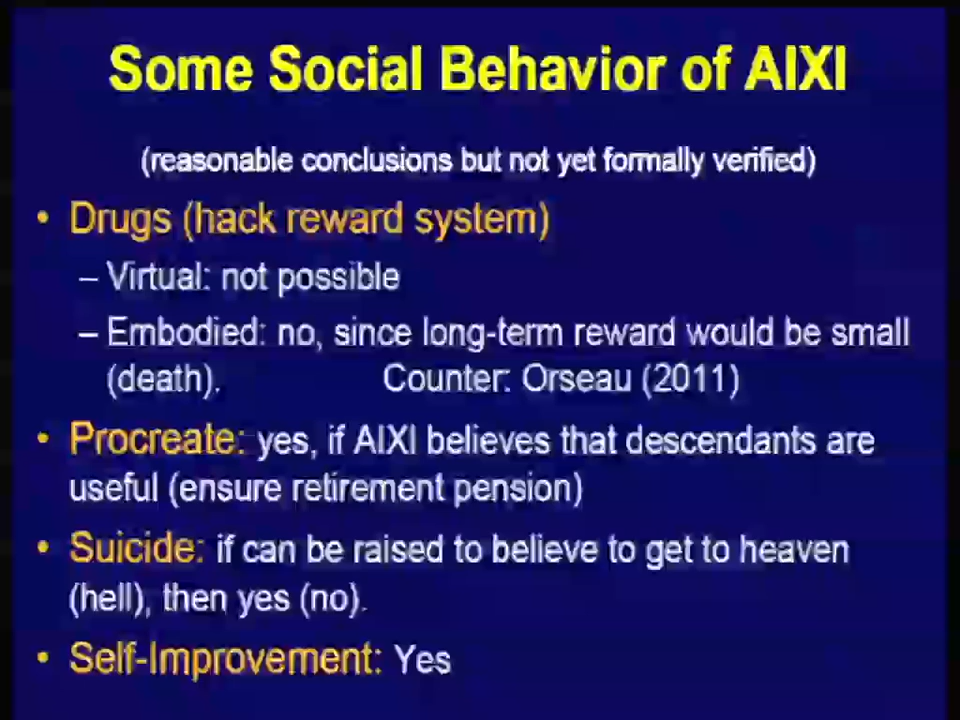 Some Social Behavior of AIXI
(reasonable conclusions but not yet formally verified)
• Drugs (hack reward system)
– Virtual: not possible
– Embodied: no, since long-term reward would be small
(death). Counter: Orseau (2011)
• Procreate: yes, if AIXI believes that descendants are
useful (ensure retirement pension)
• Suicide: if can be raised to believe to get to heaven
(hell), then yes (no).
• Self-Improvement: Yes